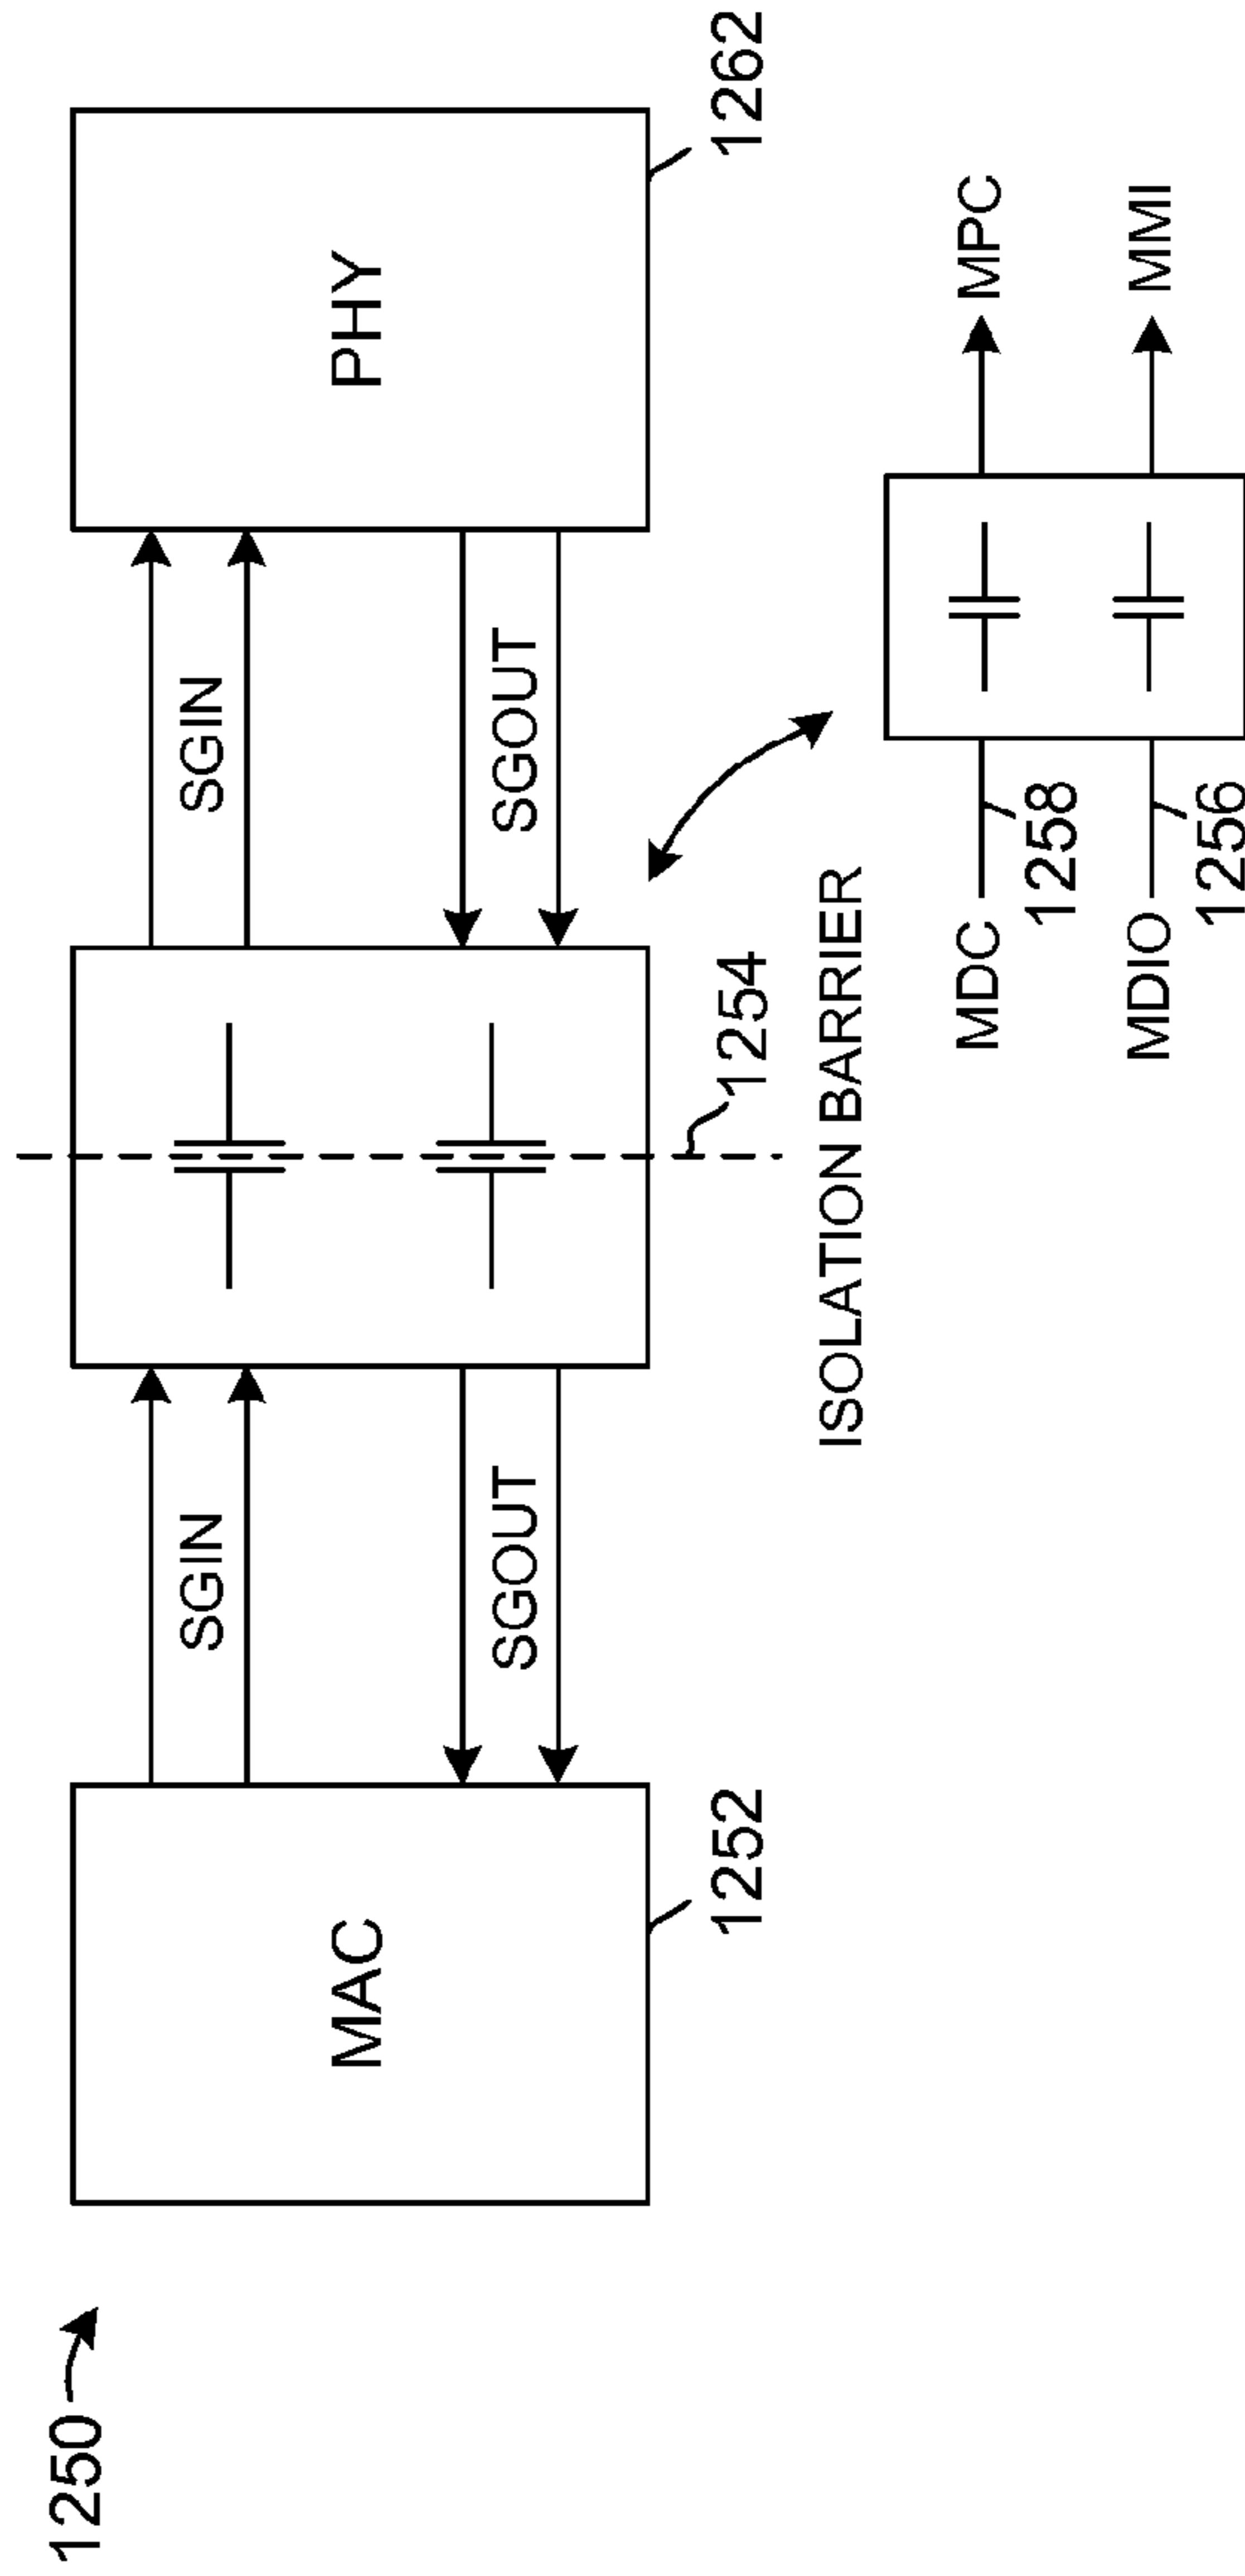 1250
MAC
1252
SGIN
SGOUT
1254
ISOLATION BARRIER
SGIN
SGOUT
PHY
1262
MDC
1258
MPC
MDIO
1256
MMI